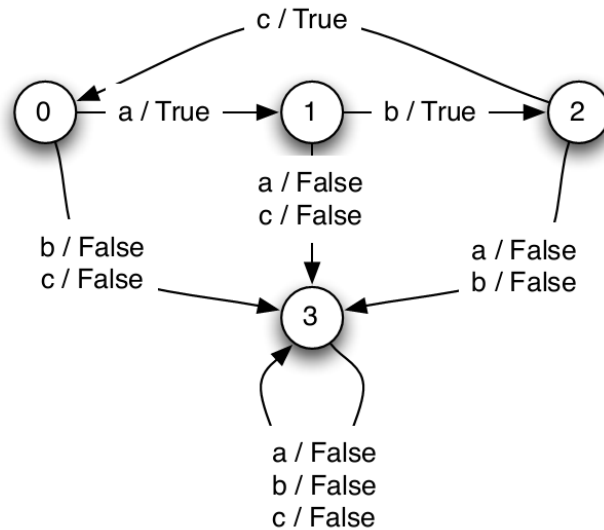 c / True
0
a / True
1
b / True
2
a / False
c / False
b / False
c / False
a / False
b / False
3
a / False
b / False
c / False